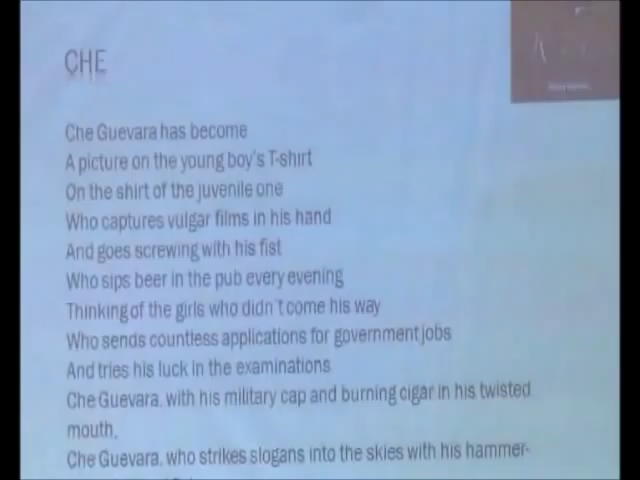 CHE
Che Guevara has become
A picture on the young boy's T-shirt
On the shirt of the juvenile one
Who captures vulgar films in his hand
And goes screwing with his fist
Who sips beer in the pub every evening
Thinking of the girls who didn't come his way
Who sends countless applications for government jobs
And tries his luck in the examinations
Che Guevara, with his military cap and burning cigar in his twisted
mouth,
Che Guevara, who strikes slogans into the skies with his hammer-